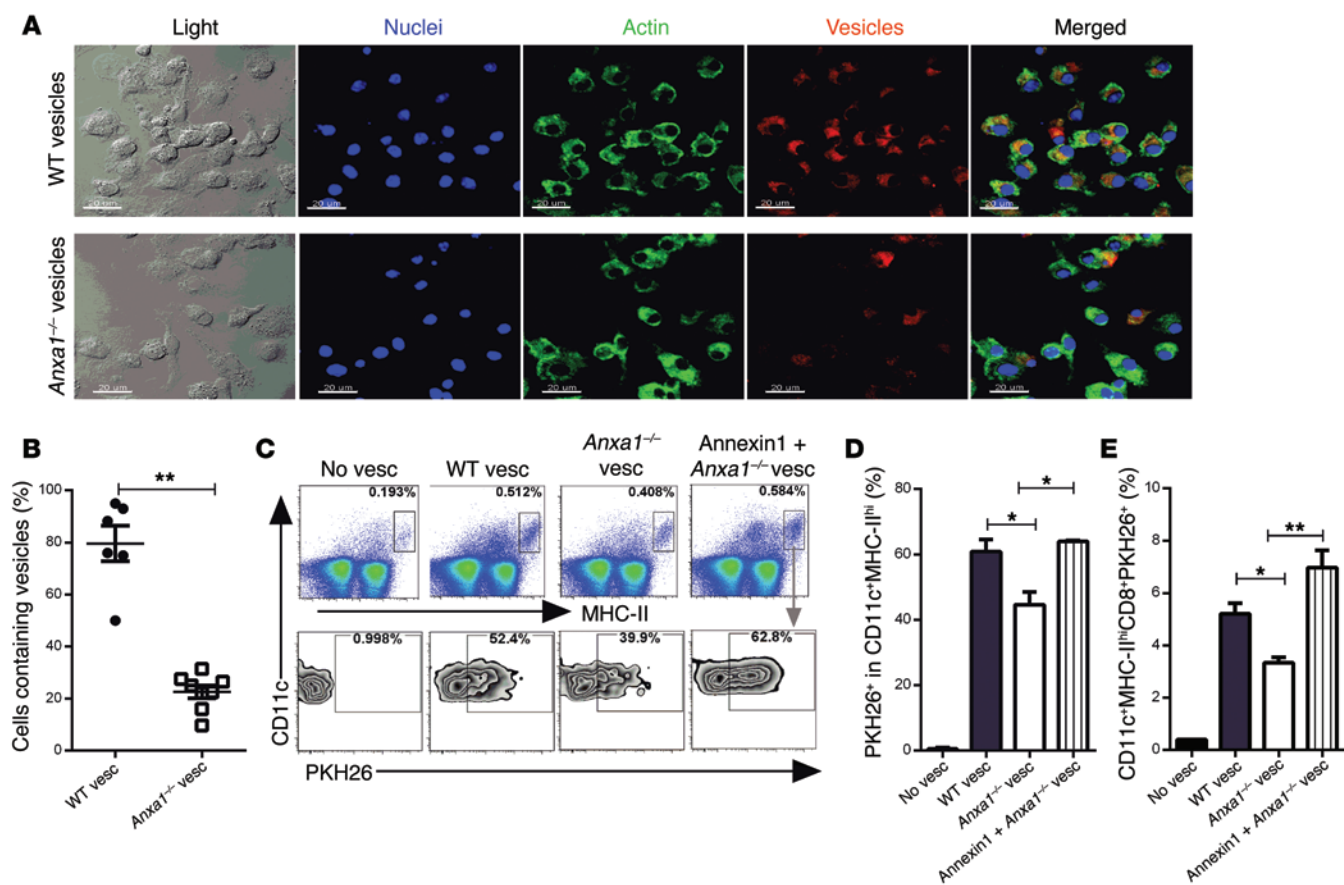 A
Light
Nuclei
Actin
Vesicles
Merged
WT vesicles
20 um
20 um
20 um
20 um
20 um
Anxa1–/– vesicles
20 um
20 um
20 um
20 um
20 um
B
**
Cells containing vesicles (%)
100
80
60
40
20
0
WT vesc
Anxa1–/– vesc
C
No vesc
WT vesc
Anxa1–/–
vesc
Annexin1 +
Anxa1–/– vesc
0.193%
0.512%
0.408%
0.584%
MHC-II
0.998%
52.4%
39.9%
62.8%
CD11c
PKH26
D
PKH26+ in CD11c+MHC-IIhi (%)
80
60
40
20
0
*
*
No vesc
WT vesc
Anxa1–/– vesc
Annexin1 + Anxa1–/– vesc
E
CD11c+MHC-IIhiCD8+PKH26+ (%)
10
8
6
4
2
0
*
**
No vesc
WT vesc
Anxa1–/– vesc
Annexin1 + Anxa1–/– vesc